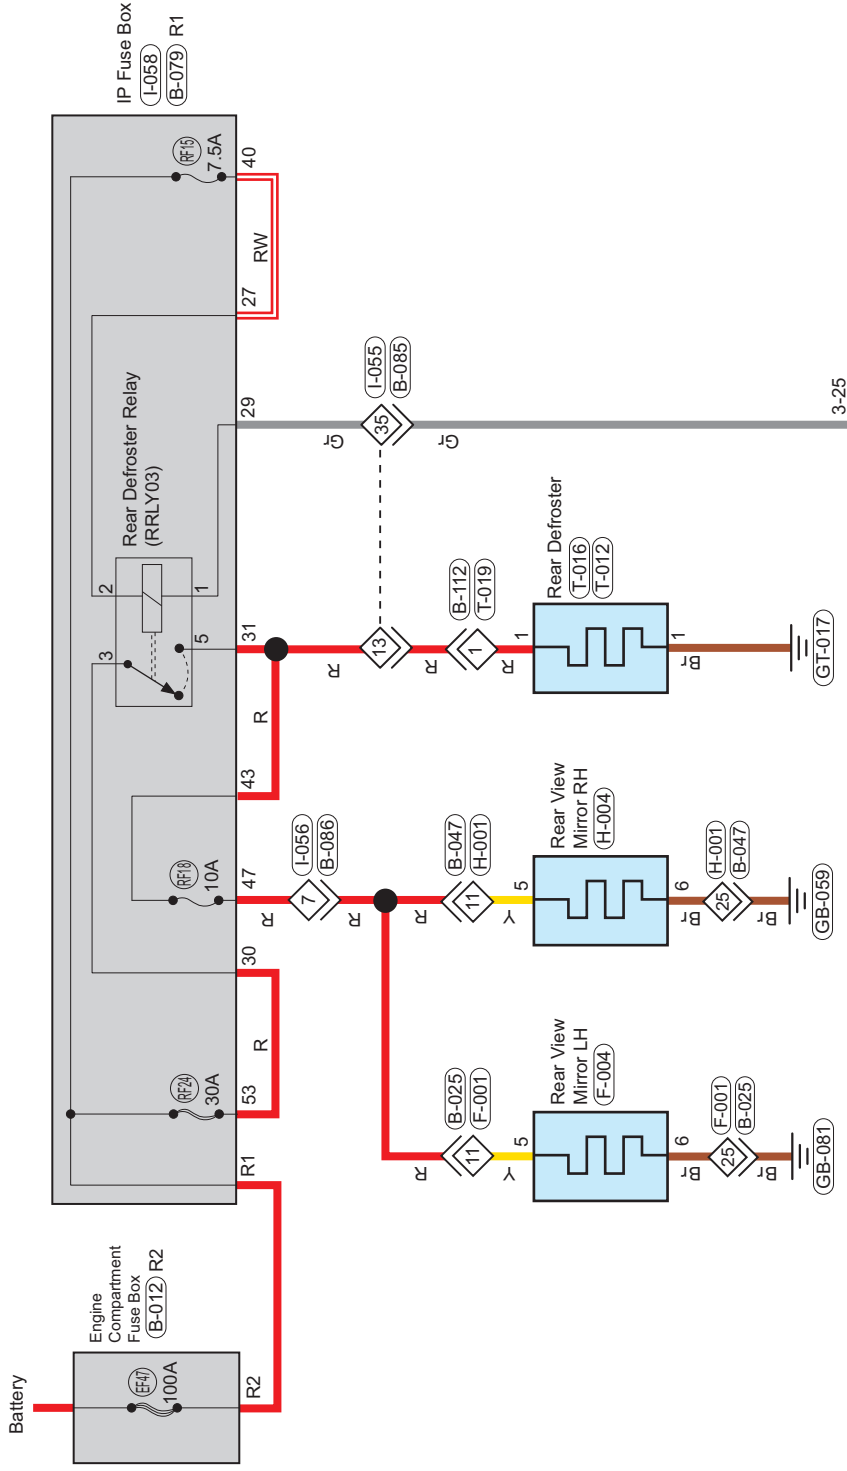 Battery
Engine
Compartment
Fuse Box
B-012 R2
EF47
100A
R2
IP Fuse Box
I-058
B-079 R1
R1
RF24
30A
53
R
30
RF18
10A
47
43
R
Rear Defroster Relay
(RRLY03)
3
2
5
1
31
29
27
RW
40
RF15
7.5A
R
7
I-056
B-086
R
R
13
R
Gr
35
I-055
B-085
Gr
R
11
B-025
F-001
Y
5
R
11
B-047
H-001
Y
5
1
B-112
T-019
R
1
Rear View
Mirror LH
F-004
Rear View
Mirror RH
H-004
Rear Defroster
T-016
T-012
6
Br
25
F-001
B-025
Br
GB-081
6
Br
25
H-001
B-047
Br
GB-059
1
Br
GT-017
3-25